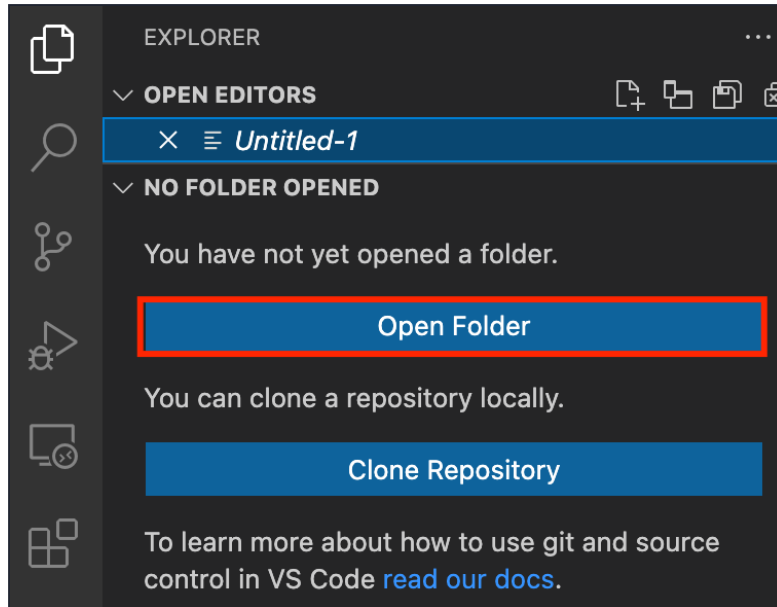 EXPLORER
OPEN EDITORS
Untitled-1
NO FOLDER OPENED
You have not yet opened a folder.
Open Folder
You can clone a repository locally.
Clone Repository
To learn more about how to use git and source
control in VS Code read our docs.